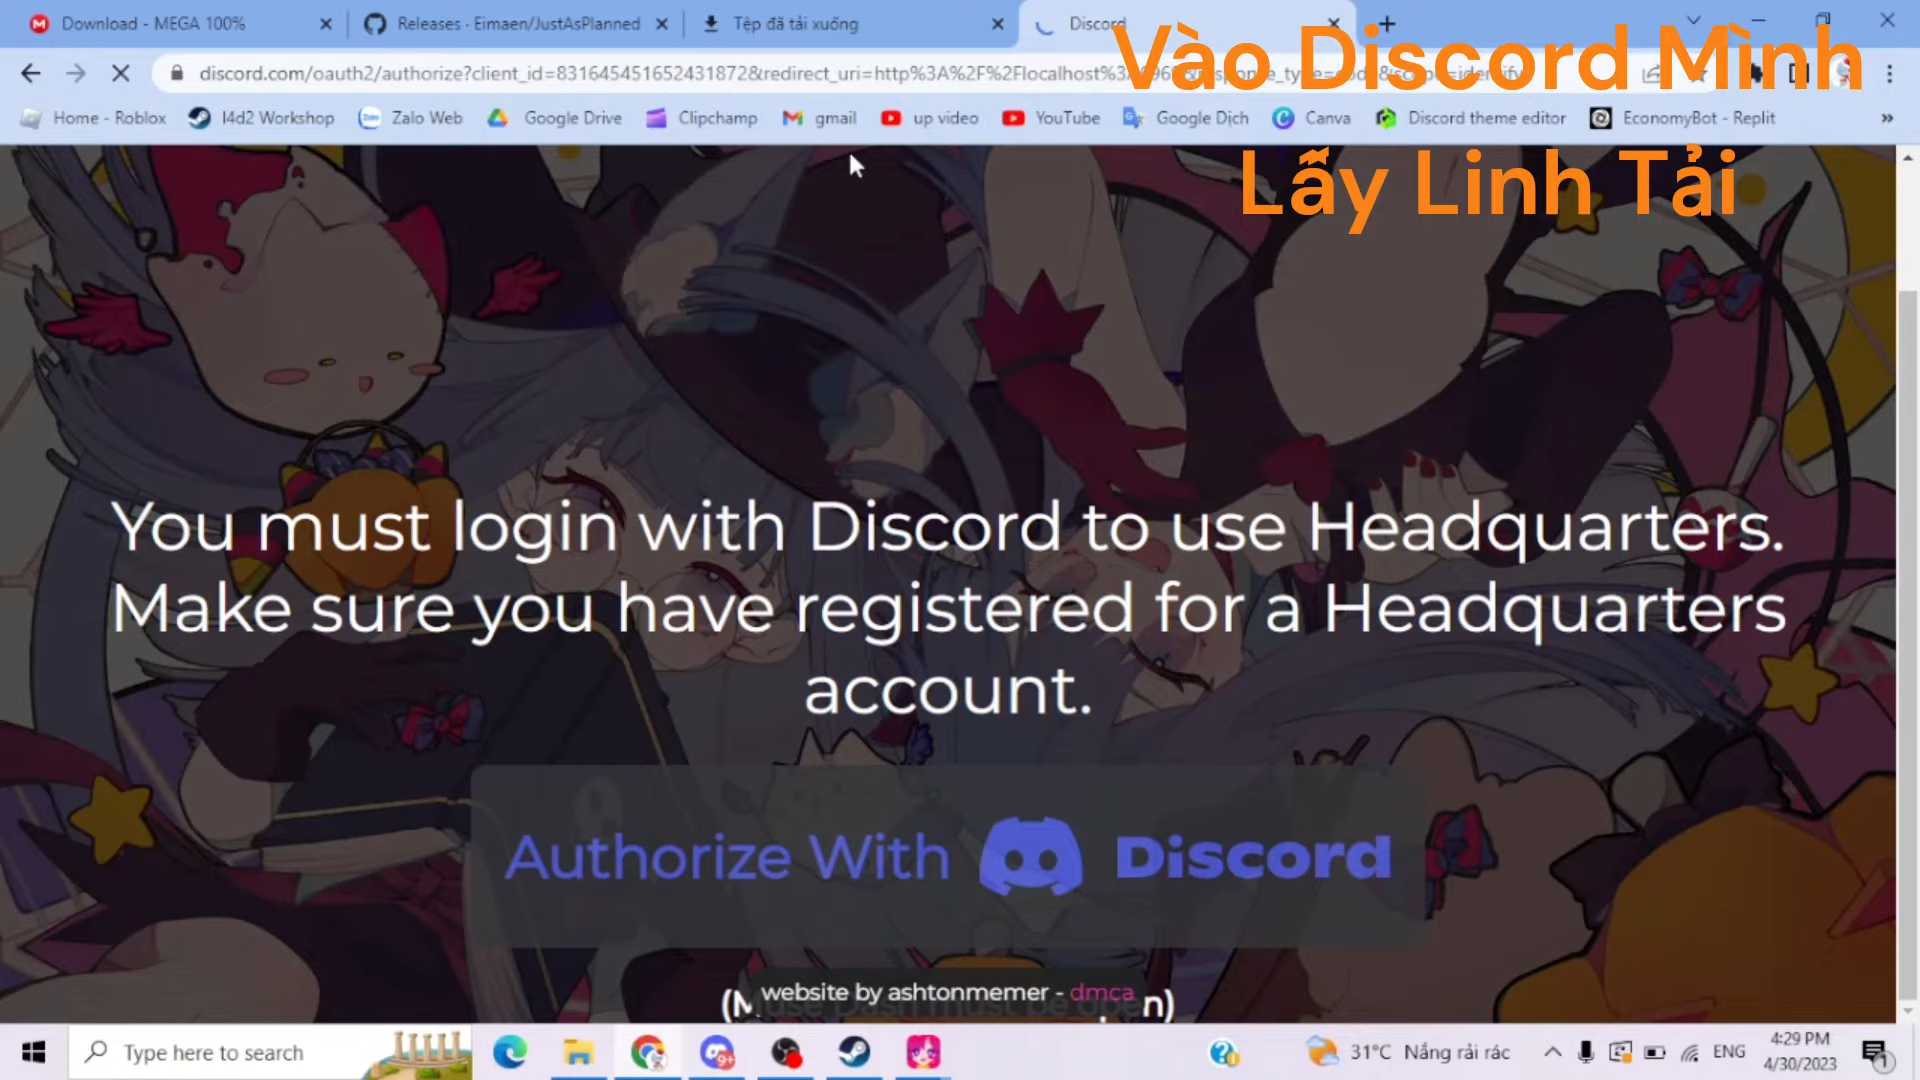 Download - MEGA 100%
Releases · Eimaen/JustAsPlanned
Tệp đã tải xuống
Discord
Vào Discord Mình
Lấy Linh Tải
Home - Roblox
l4d2 Workshop
Zalo Web
Google Drive
Clipchamp
gmail
up video
YouTube
Google Dịch
Canva
Discord theme editor
EconomyBot - Replit
»
You must login with Discord to use Headquarters.
Make sure you have registered for a Headquarters
account.
Authorize With Discord
website by ashtonmemer - dmca
Type here to search
9+
31°C Nắng rải rác
ENG
4:29 PM
4/30/2023
1